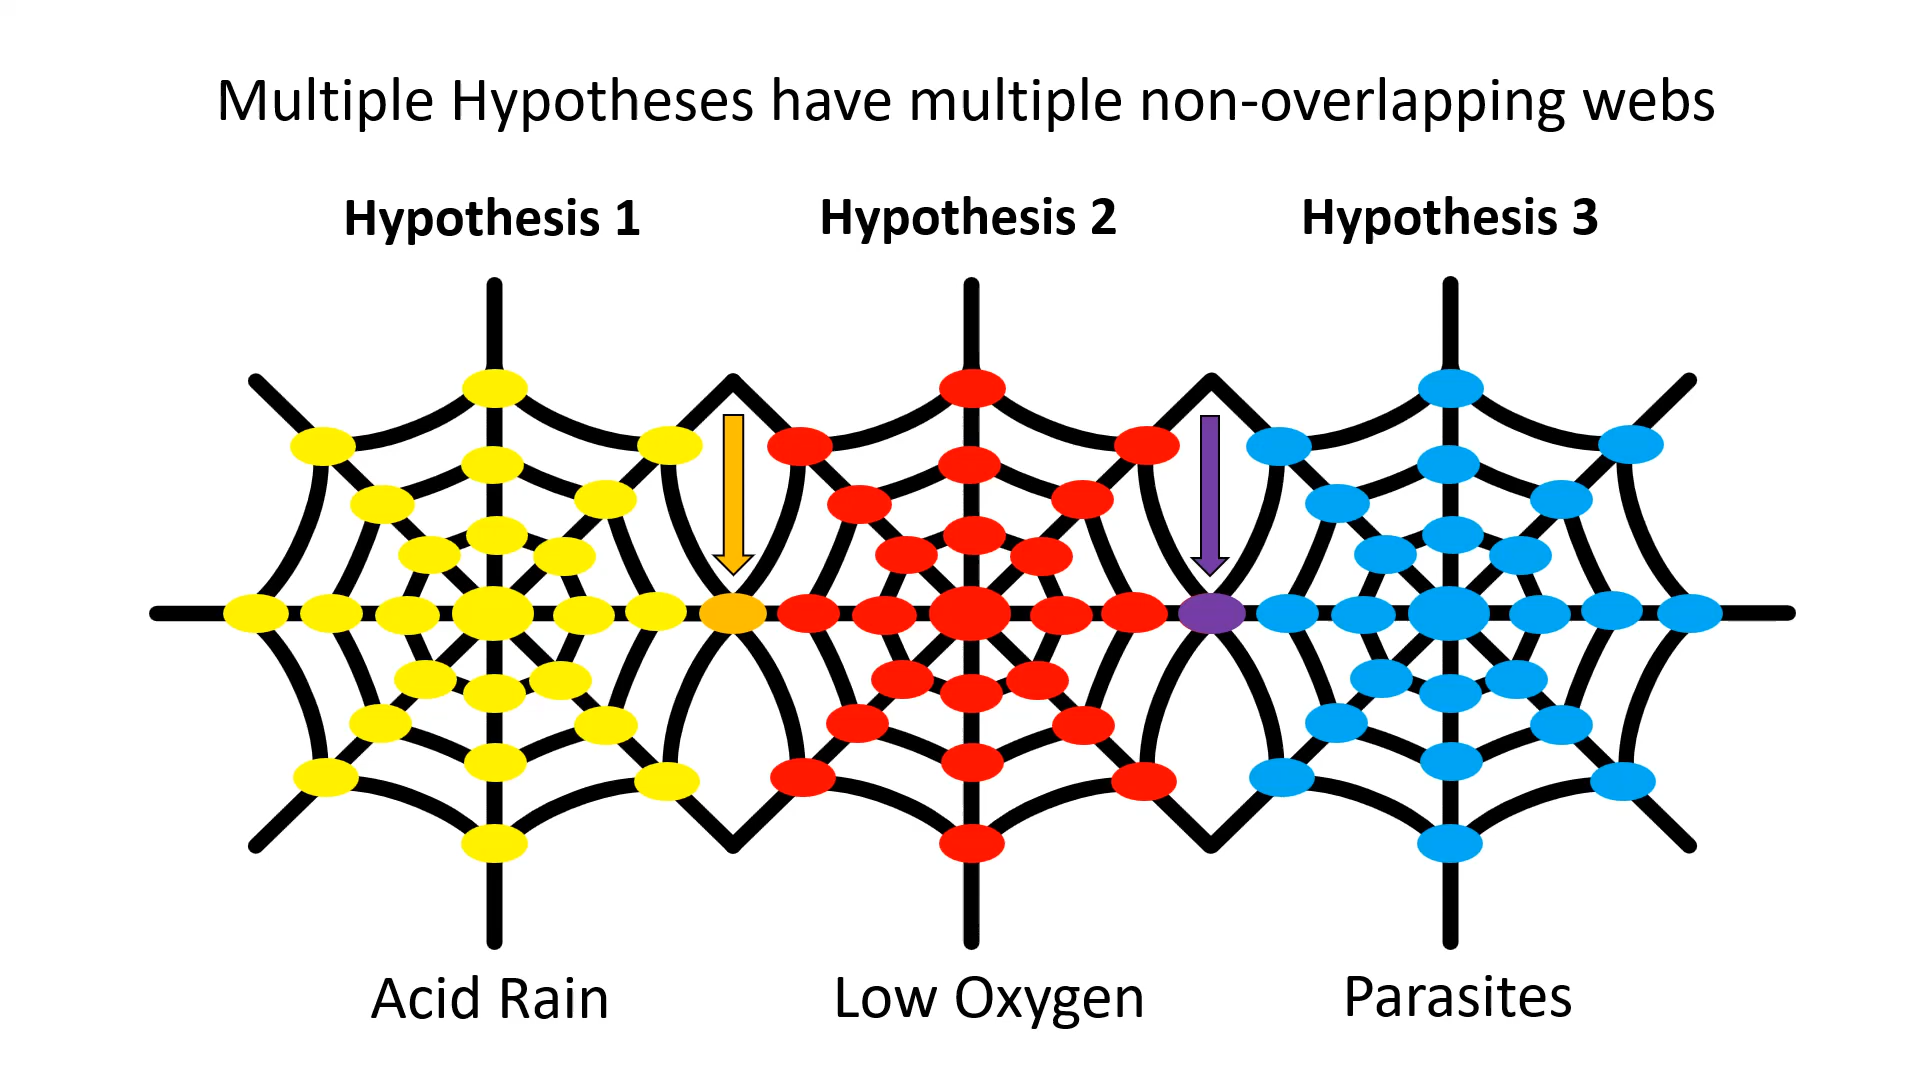 Multiple Hypotheses have multiple non-overlapping webs
Hypothesis 1
Hypothesis 2
Hypothesis 3
Acid Rain
Low Oxygen
Parasites